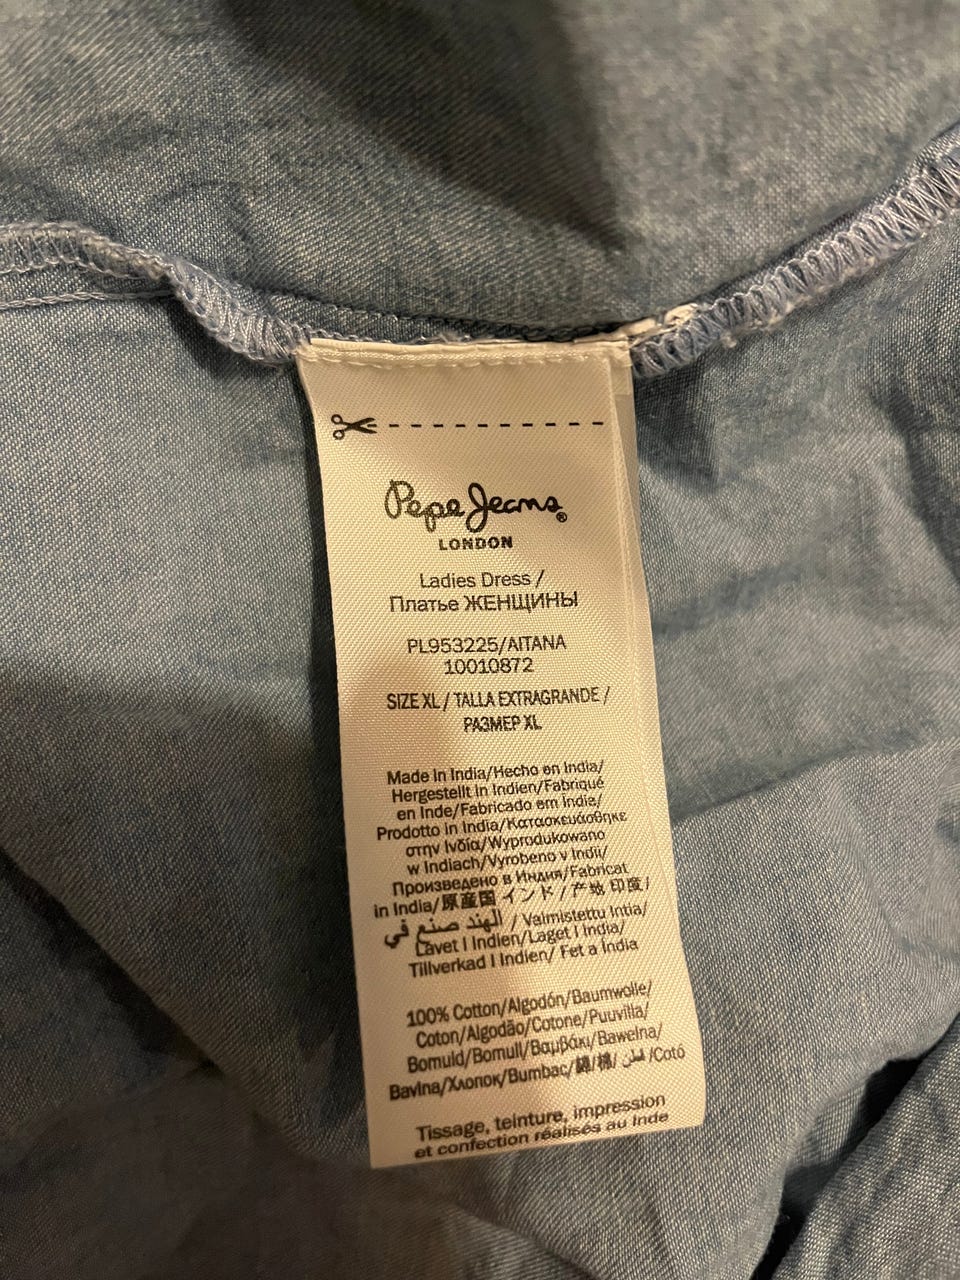 Pepe Jeans®
LONDON
Ladies Dress /
Платье ЖЕНЩИНЫ
PL953225/AITANA
10010872
SIZE XL / TALLA EXTRAGRANDE /
РАЗМЕР XL
Made in India/Hecho en India/
Hergestellt in Indien/Fabriqué
en Inde/Fabricado em Índia/
Prodotto in India/Κατασκευάσθηκε
στην Ινδία/Wyprodukowano
w Indiach/Vyrobeno v Indii/
Произведено в Индия/Fabricat
in India/原産国 インド/产地 印度/
الهند صنع في / Valmistettu Intia/
Lavet I Indien/Laget I India/
Tillverkad I Indien/ Fet a Índia
100% Cotton/Algodón/Baumwolle/
Coton/Algodão/Cotone/Puuvilla/
Bomuld/Bomull/Βαμβάκι/Bawełna/
Bavlna/Хлопок/Bumbac/綿/棉/ قطن /Cotó
Tissage, teinture, impression
et confection réalisés au Inde